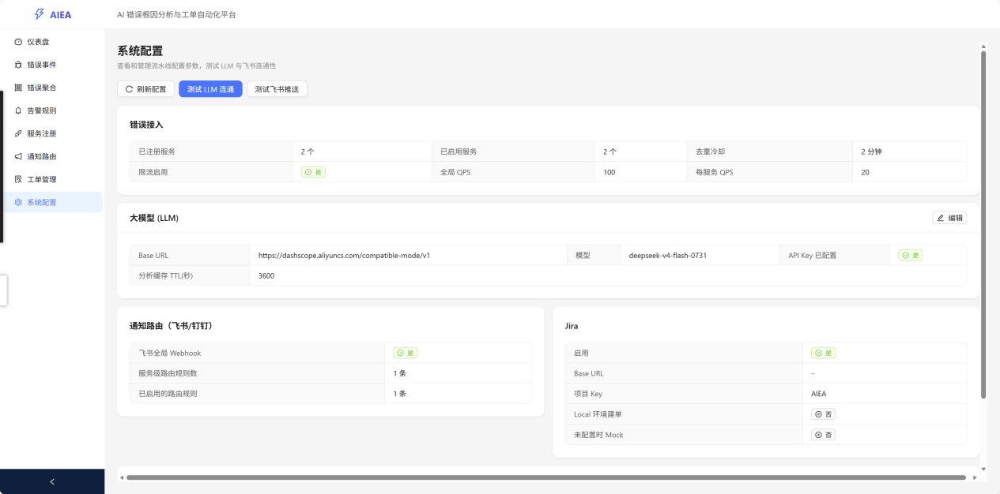 AIEA
AI 错误根因分析与工单自动化平台
仪表盘
错误事件
错误聚合
告警规则
服务注册
通知路由
工单管理
系统配置
系统配置
查看和管理流水线配置参数，测试 LLM 与飞书连通性
刷新配置 测试 LLM 连通 测试飞书推送
错误接入
已注册服务 2 个 已启用服务 2 个 去重冷却 2 分钟
限流启用 是 全局 QPS 100 每服务 QPS 20
大模型 (LLM) 编辑
Base URL https://dashscope.aliyuncs.com/compatible-mode/v1 模型 deepseek-v4-flash-0731 API Key 已配置 是
分析缓存 TTL(秒) 3600
通知路由（飞书/钉钉）
飞书全局 Webhook 是
服务级路由规则数 1 条
已启用的路由规则 1 条
Jira
启用 是
Base URL -
项目 Key AIEA
Local 环境建单 否
未配置时 Mock 否